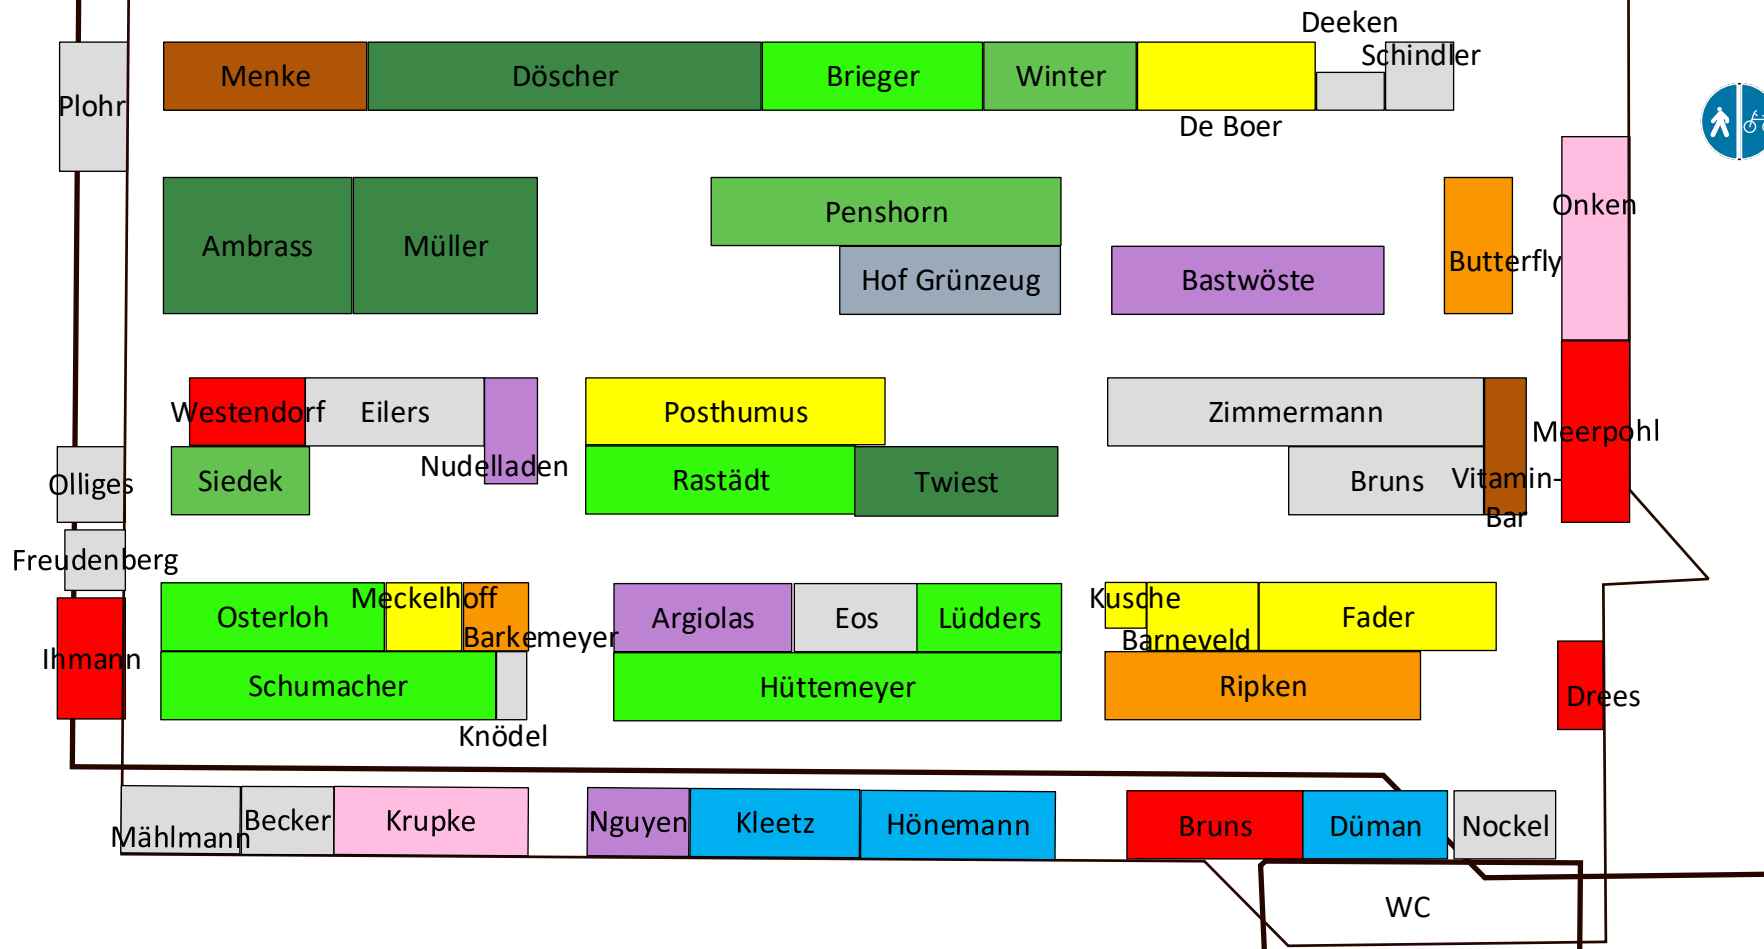 Deeken
Schindler
Menke
Döscher
Brieger
Winter
De Boer
Plohr
Onken
Penshorn
Ambrass
Müller
Butterfly
Hof Grünzeug
Bastwöste
Westendorf
Eilers
Posthumus
Zimmermann
Meerpohl
Nudelladen
Siedek
Rastädt
Twiest
Bruns
Vitamin-
Bar
Olliges
Freudenberg
Osterloh
Meckelhoff
Barkemeyer
Argiolas
Eos
Lüdders
Kusche
Barneveld
Fader
Ihmann
Schumacher
Hüttemeyer
Ripken
Drees
Knödel
Mählmann
Becker
Krupke
Nguyen
Kleetz
Hönemann
Bruns
Düman
Nockel
WC